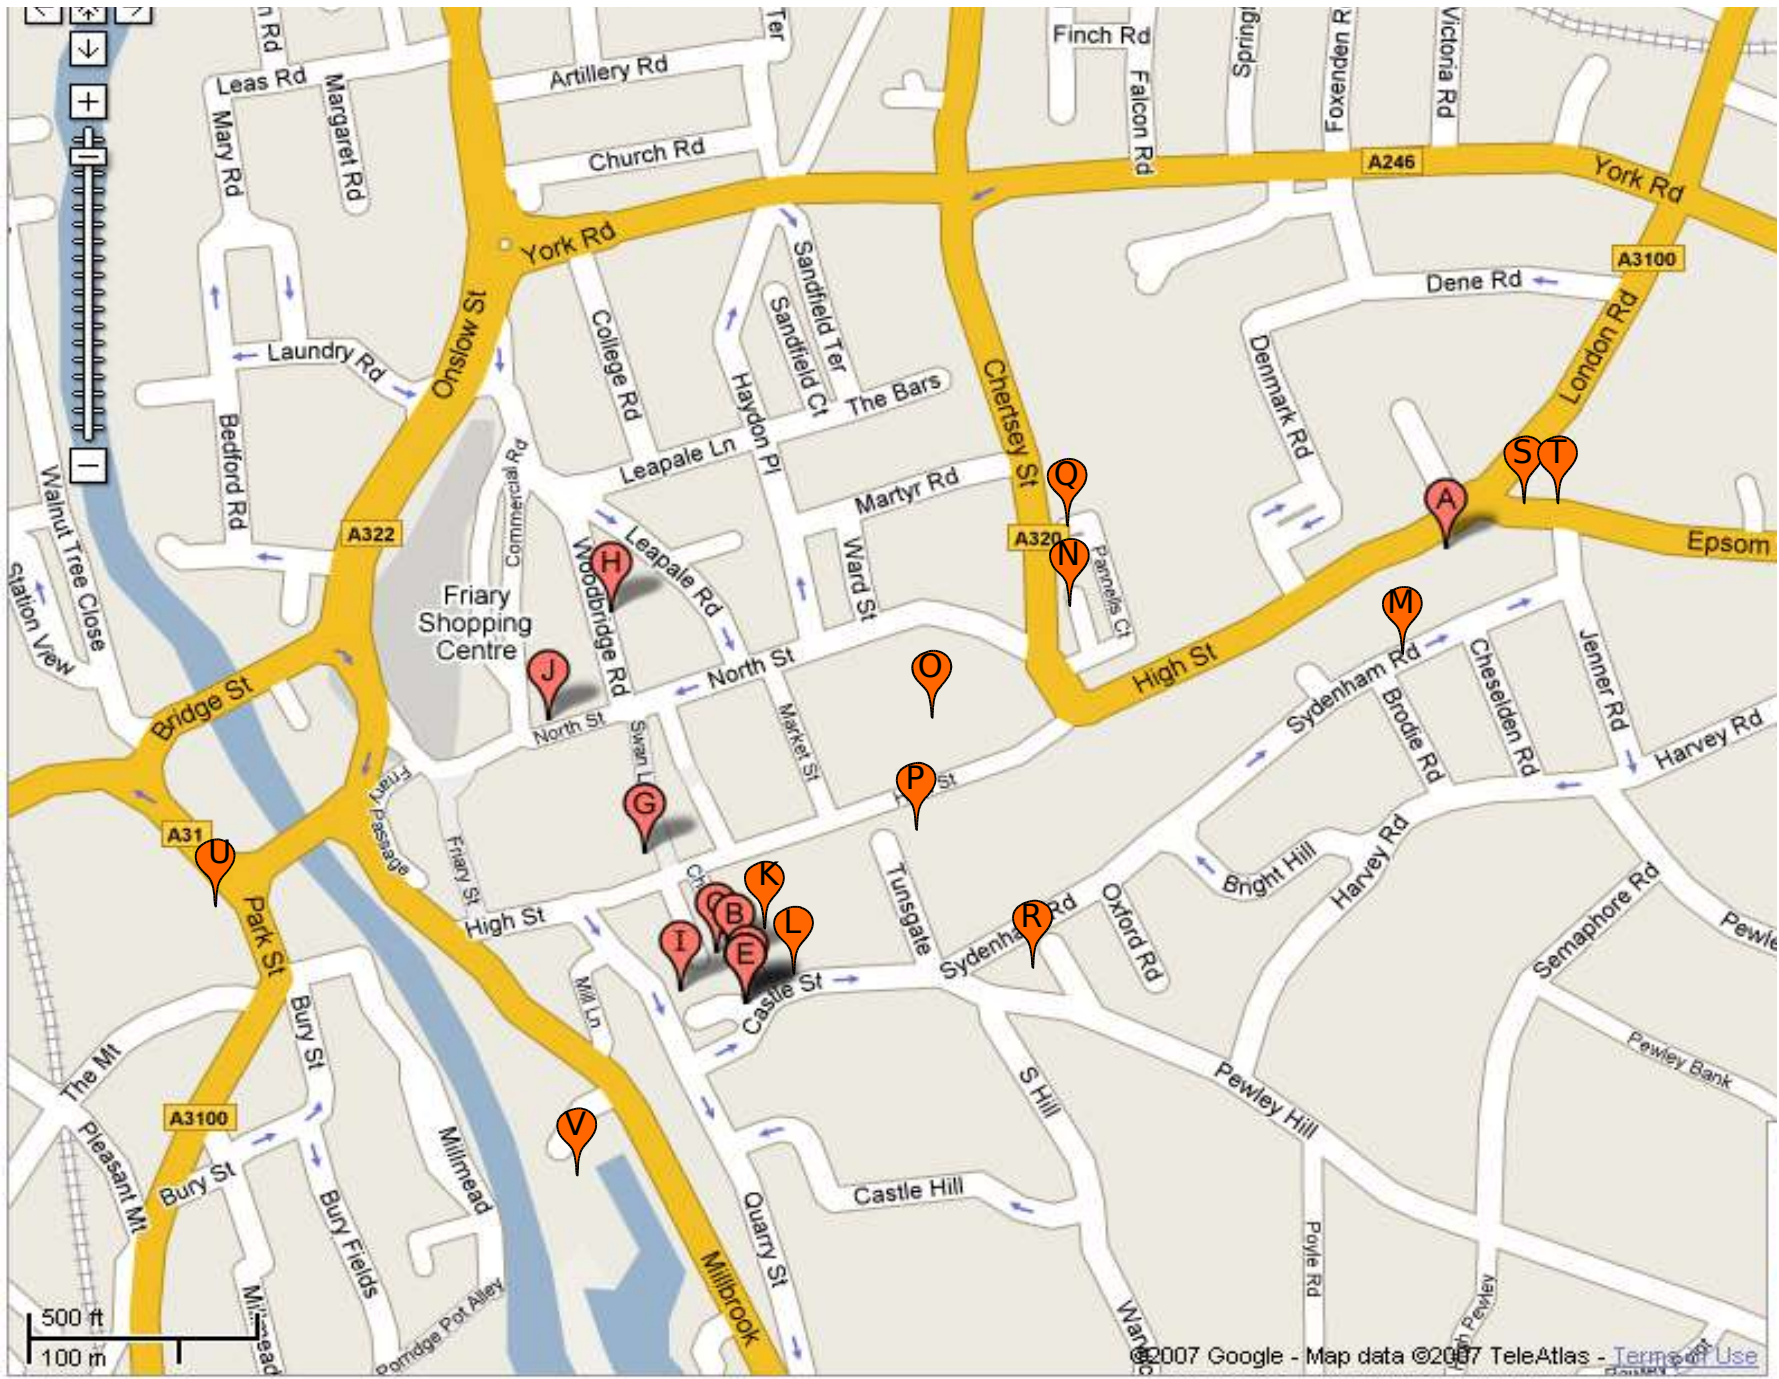 Finch Rd
Leas Rd
Artillery Rd
Margaret Rd
Mary Rd
Church Rd
Falcon Rd
Victoria Rd
A246
York Rd
York Rd
A3100
Dene Rd
London Rd
Sandfield Ter
Sandfield Ct
College Rd
Onslow St
Laundry Rd
Haydon Pl
The Bars
Chertsey St
Denmark Rd
Bedford Rd
Commercial Rd
Leapale Ln
Martyr Rd
Q
S
T
A
Walnut Tree Close
A322
A320
Epsom
Station View
H
Woodbridge Rd
Leapale Rd
Ward St
N
Pannells Ct
M
Friary
Shopping
Centre
J
North St
O
High St
Sydenham Rd
Cheselden Rd
Jenner Rd
Brodie Rd
Harvey Rd
Bridge St
North St
Swan L
Market St
P
St
A31
U
Friary Passage
Friary St
G
K
B
L
I
E
Tunsgate
R
Bright Hill
Harvey Rd
Oxford Rd
Semaphore Rd
Park St
High St
Castle St
Mill Ln
Bury St
The Mt
S Hill
Pewley Hill
Pewley Bank
A3100
V
Pleasant Mt
Bury St
Millmead
Castle Hill
Quarry St
Bury Fields
Poyle Rd
Millbrook
Porridge Pot Alley
Millmead
500 ft
100 m
©2007 Google - Map data ©2007 TeleAtlas - Terms of Use